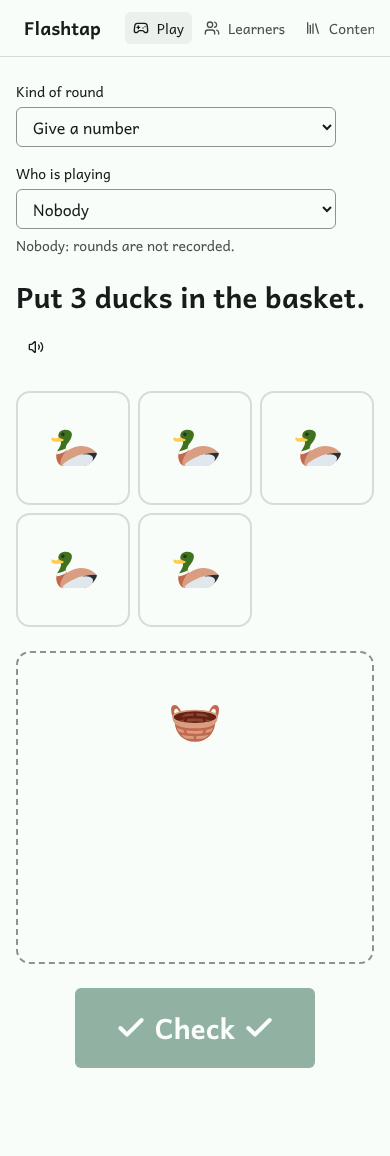 Flashtap
Play
Learners
Conten
Kind of round
Give a number
Who is playing
Nobody
Nobody: rounds are not recorded.
Put 3 ducks in the basket.
Check